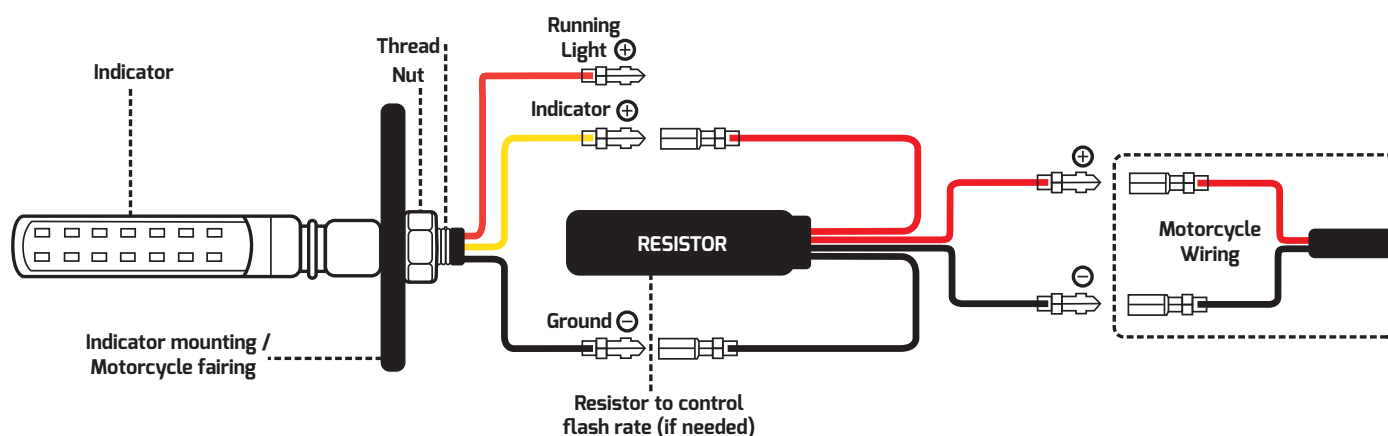 Running
Light ⊕
Thread
Indicator
Nut
Indicator ⊕
⊕
RESISTOR
Motorcycle
Wiring
⊖
Ground ⊖
Indicator mounting /
Motorcycle fairing
Resistor to control
flash rate (if needed)